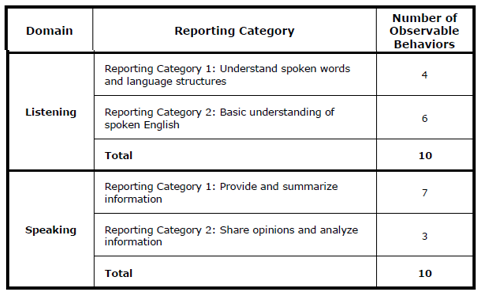 Domain
Reporting Category
Number of
Observable
Behaviors
Listening
Reporting Category 1: Understand spoken words
and language structures
4
Reporting Category 2: Basic understanding of
spoken English
6
Total
10
Speaking
Reporting Category 1: Provide and summarize
information
7
Reporting Category 2: Share opinions and analyze
information
3
Total
10